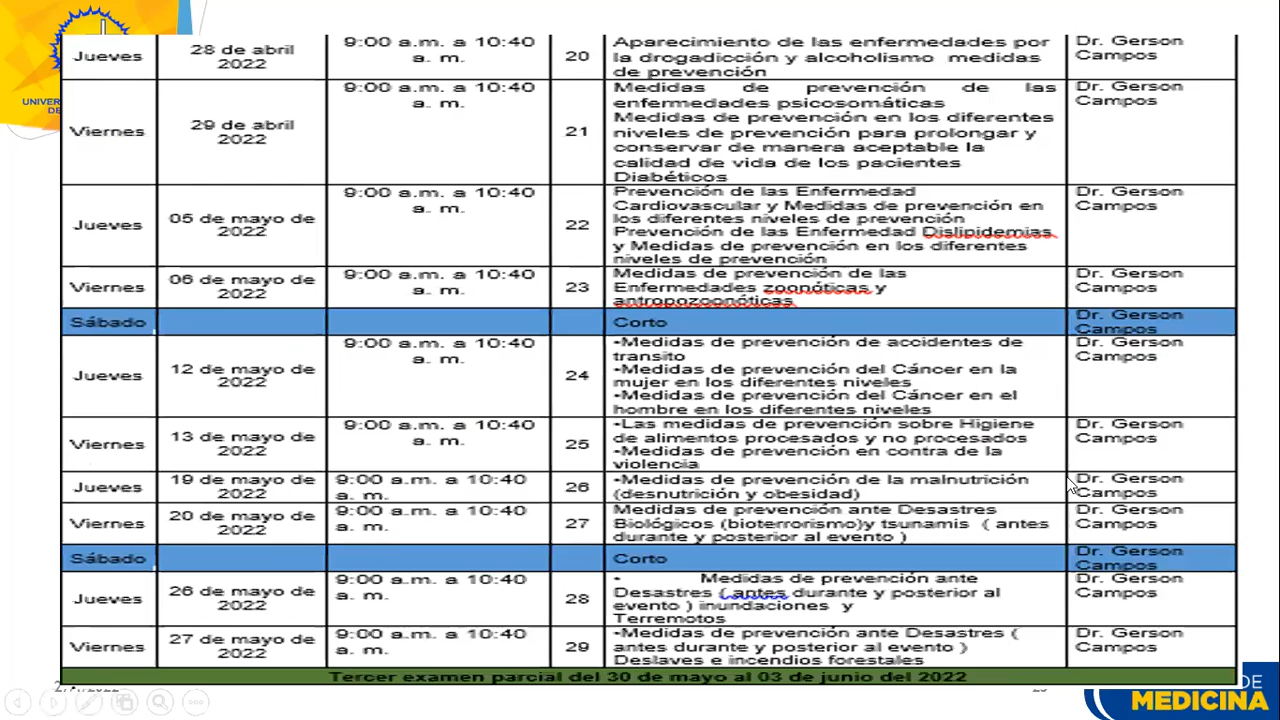 Jueves
28 de abril
2022
9:00 a.m. a 10:40
a. m.
20
Aparecimiento de las enfermedades por
la drogadicción y alcoholismo medidas
de prevención
Dr. Gerson
Campos
Viernes
29 de abril
2022
9:00 a.m. a 10:40
a. m.
21
Medidas de prevención de las
enfermedades psicosomáticas
Medidas de prevención en los diferentes
niveles de prevención para prolongar y
conservar de manera aceptable la
calidad de vida de los pacientes
Diabéticos
Dr. Gerson
Campos
Jueves
05 de mayo de
2022
9:00 a.m. a 10:40
a. m.
22
Prevención de las Enfermedad
Cardiovascular y Medidas de prevención en
los diferentes niveles de prevención
Prevención de las Enfermedad Dislipidemias
y Medidas de prevención en los diferentes
niveles de prevención
Dr. Gerson
Campos
Viernes
06 de mayo de
2022
9:00 a.m. a 10:40
a. m.
23
Medidas de prevención de las
Enfermedades zoonóticas y
antropozoonóticas
Dr. Gerson
Campos
Sábado
Corto
Dr. Gerson
Campos
Jueves
12 de mayo de
2022
9:00 a.m. a 10:40
a. m.
24
•Medidas de prevención de accidentes de
transito
•Medidas de prevención del Cáncer en la
mujer en los diferentes niveles
•Medidas de prevención del Cáncer en el
hombre en los diferentes niveles
Dr. Gerson
Campos
Viernes
13 de mayo de
2022
9:00 a.m. a 10:40
a. m.
25
•Las medidas de prevención sobre Higiene
de alimentos procesados y no procesados
•Medidas de prevención en contra de la
violencia
Dr. Gerson
Campos
Jueves
19 de mayo de
2022
9:00 a.m. a 10:40
a. m.
26
•Medidas de prevención de la malnutrición
(desnutrición y obesidad)
Dr. Gerson
Campos
Viernes
20 de mayo de
2022
9:00 a.m. a 10:40
a. m.
27
Medidas de prevención ante Desastres
Biológicos (bioterrorismo)y tsunamis ( antes
durante y posterior al evento )
Dr. Gerson
Campos
Sábado
Corto
Dr. Gerson
Campos
Jueves
26 de mayo de
2022
9:00 a.m. a 10:40
a. m.
28
• Medidas de prevención ante
Desastres ( antes durante y posterior al
evento ) inundaciones y
Terremotos
Dr. Gerson
Campos
Viernes
27 de mayo de
2022
9:00 a.m. a 10:40
a. m.
29
•Medidas de prevención ante Desastres (
antes durante y posterior al evento )
Deslaves e incendios forestales
Dr. Gerson
Campos
Tercer examen parcial del 30 de mayo al 03 de junio del 2022
DE
MEDICINA